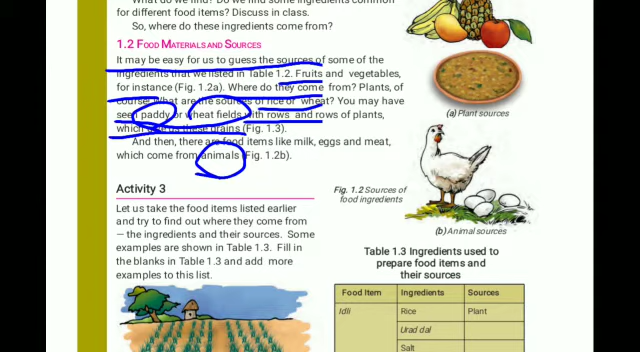 What do we find? Do we find some ingredients common
for different food items? Discuss in class.
So, where do these ingredients come from?
1.2 FOOD MATERIALS AND SOURCES
It may be easy for us to guess the sources of some of the
ingredients that we listed in Table 1.2. Fruits and vegetables,
for instance (Fig. 1.2a). Where do they come from? Plants, of
course! What are the sources of rice or wheat? You may have
seen paddy or wheat fields with rows and rows of plants,
which give us these grains (Fig. 1.3).
And then, there are food items like milk, eggs and meat,
which come from animals (Fig. 1.2b).
Activity 3
Let us take the food items listed earlier
and try to find out where they come from
— the ingredients and their sources. Some
examples are shown in Table 1.3. Fill in
the blanks in Table 1.3 and add more
examples to this list.
(a) Plant sources
Fig. 1.2 Sources of
food ingredients
(b) Animal sources
Table 1.3 Ingredients used to
prepare food items and
their sources
Food Item Ingredients Sources
Idli Rice Plant
Urad dal
Salt